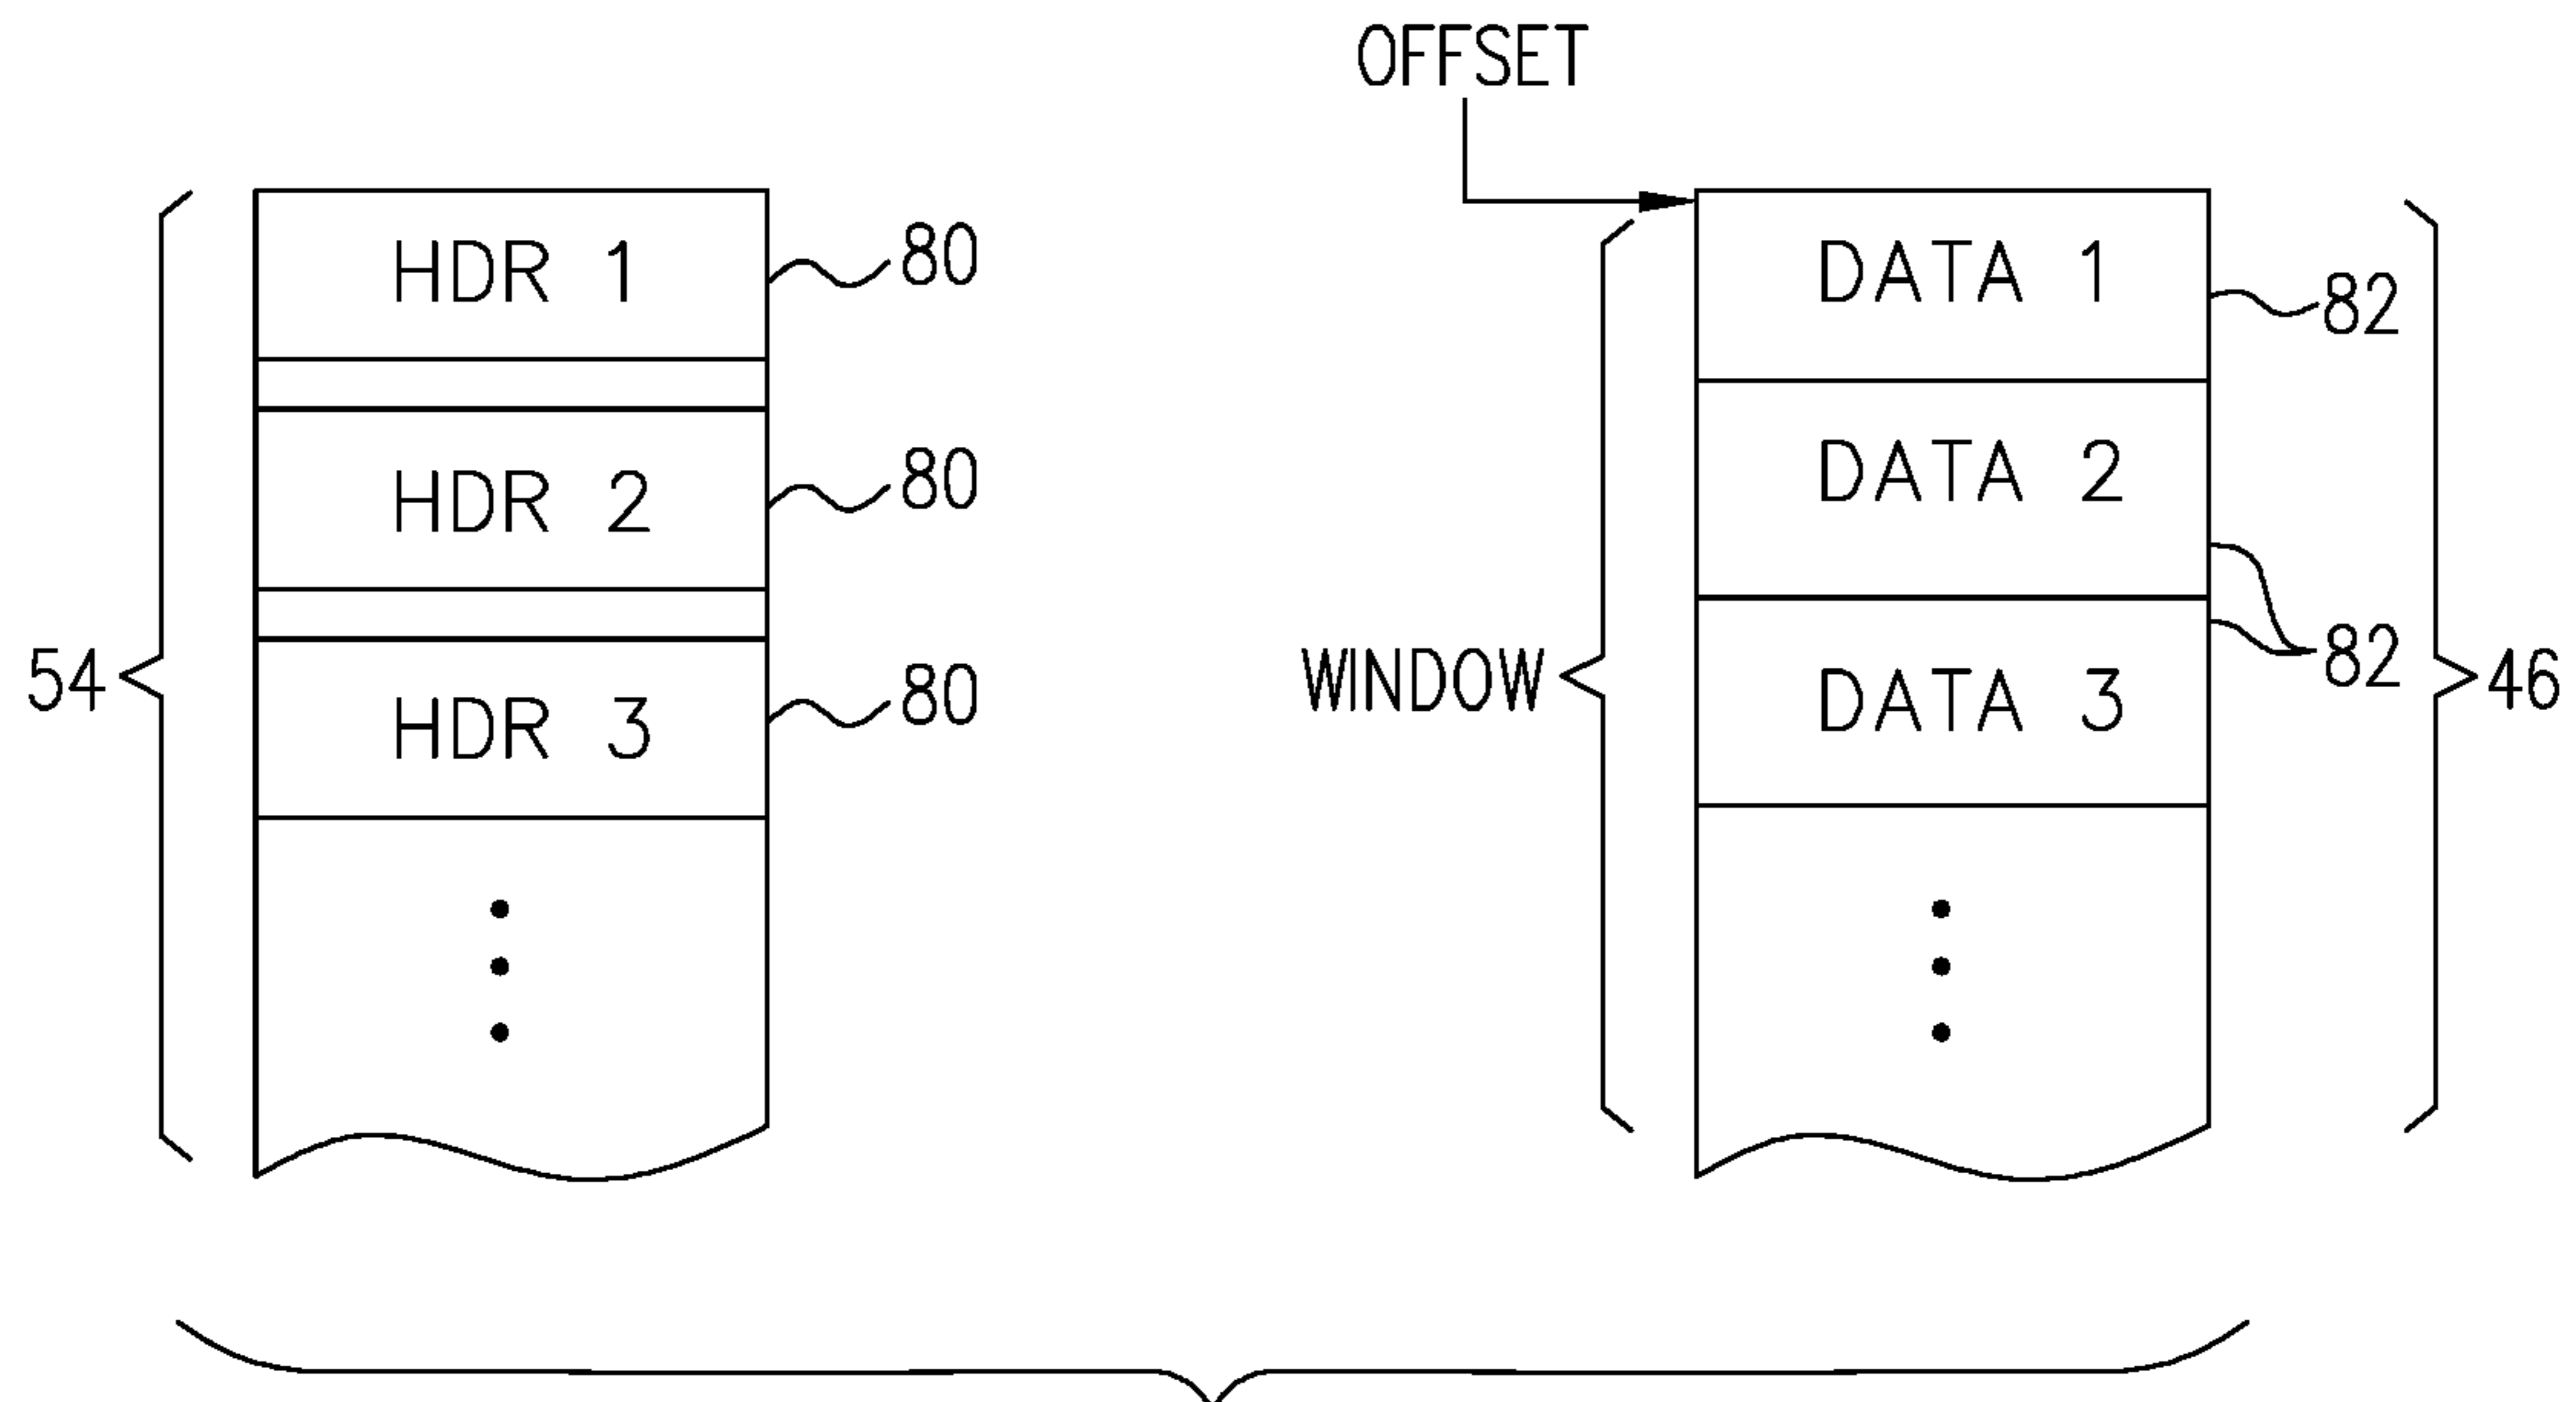 OFFSET
HDR 1
80
DATA 1
82
HDR 2
80
DATA 2
54
HDR 3
80
WINDOW
DATA 3
82
46